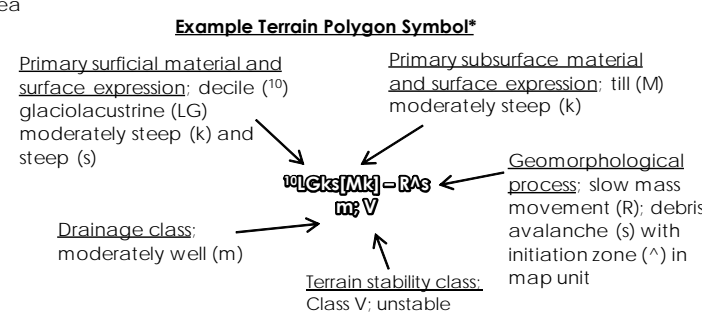 ea
Example Terrain Polygon Symbol*
Primary surficial material and
surface expression; decile (¹⁰)
glaciolacustrine (LG)
moderately steep (k) and
steep (s)
Primary subsurface material
and surface expression; till (M)
moderately steep (k)
¹⁰LGks[Mk] – R^s
m; V
Geomorphological
process; slow mass
movement (R); debris
avalanche (s) with
initiation zone (^) in
map unit
Drainage class;
moderately well (m)
Terrain stability class;
Class V; unstable